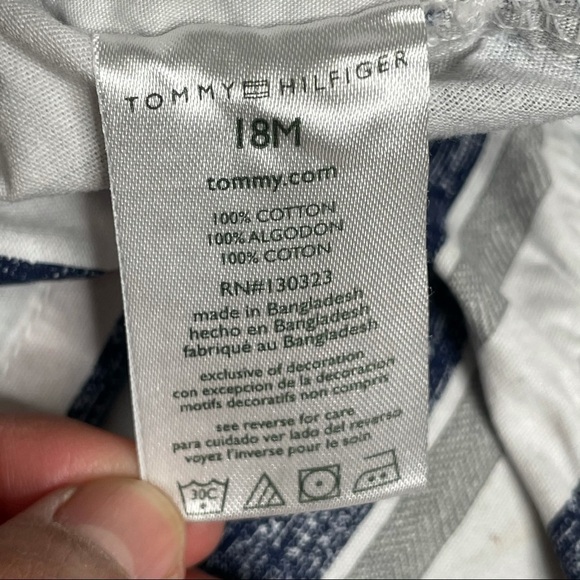 TOMMY HILFIGER
18M
tommy.com
100% COTTON
100% ALGODON
100% COTON
RN#130323
made in Bangladesh
hecho en Bangladesh
fabriqué au Bangladesh
exclusive of decoration
con excepcion de la decoracion
motifs decoratifs non compris
see reverse for care
para cuidado ver lado del reverso
voyez l'inverse pour le soin
30C